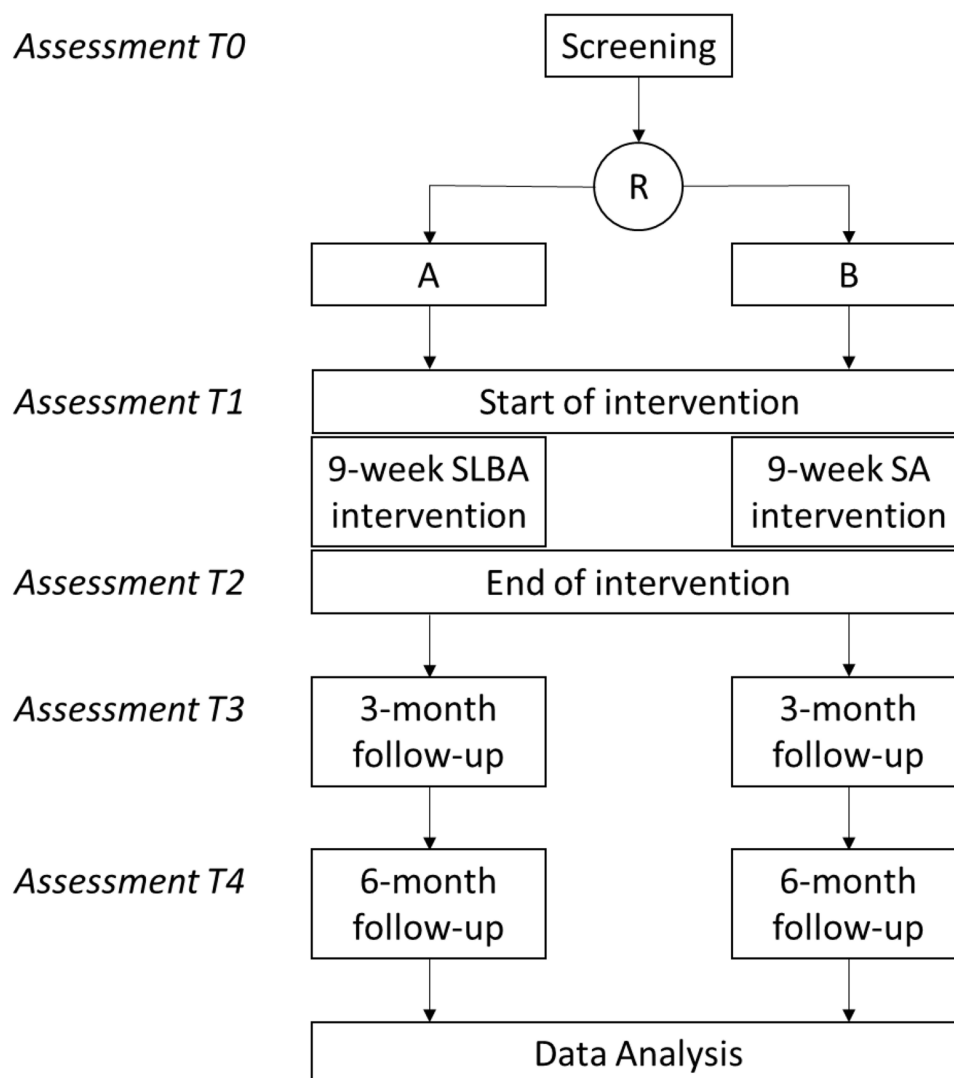 Assessment T0
Screening
R
A
B
Assessment T1
Start of intervention
9-week SLBA
intervention
9-week SA
intervention
Assessment T2
End of intervention
Assessment T3
3-month
follow-up
3-month
follow-up
Assessment T4
6-month
follow-up
6-month
follow-up
Data Analysis